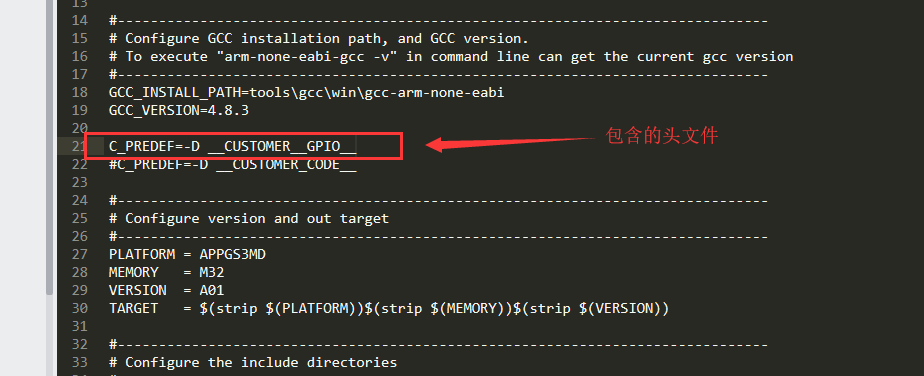 13
14 #-------------------------------------------------------------------------------
15 # Configure GCC installation path, and GCC version.
16 # To execute "arm-none-eabi-gcc -v" in command line can get the current gcc version
17 #-------------------------------------------------------------------------------
18 GCC_INSTALL_PATH=tools\gcc\win\gcc-arm-none-eabi
19 GCC_VERSION=4.8.3
20
21 C_PREDEF=-D __CUSTOMER__GPIO__ 包含的头文件
22 #C_PREDEF=-D __CUSTOMER_CODE__
23
24 #-------------------------------------------------------------------------------
25 # Configure version and out target
26 #-------------------------------------------------------------------------------
27 PLATFORM = APPGS3MD
28 MEMORY   = M32
29 VERSION  = A01
30 TARGET   = $(strip $(PLATFORM))$(strip $(MEMORY))$(strip $(VERSION))
31
32 #-------------------------------------------------------------------------------
33 # Configure the include directories